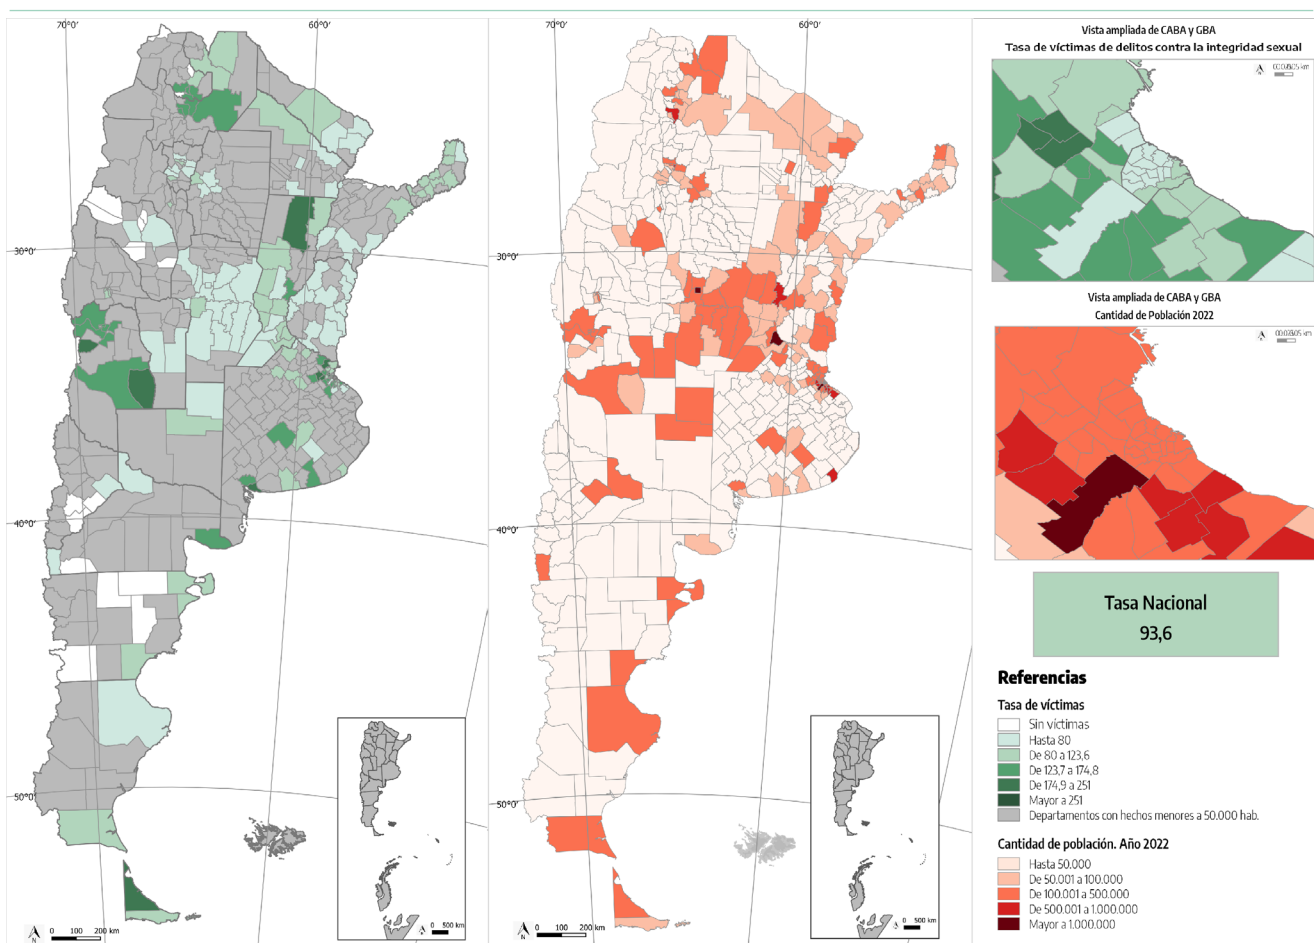 70°0'
60°0'
30°0'
40°0'
50°0'
N
0 100 200 km
N
0 500 km
70°0'
60°0'
30°0'
40°0'
50°0'
N
0 100 200 km
N
0 500 km
Vista ampliada de CABA y GBA
Tasa de víctimas de delitos contra la integridad sexual
Vista ampliada de CABA y GBA
Cantidad de Población 2022
Tasa Nacional
93,6
Referencias
Tasa de víctimas
Sin víctimas
Hasta 80
De 80 a 123,6
De 123,7 a 174,8
De 174,9 a 251
Mayor a 251
Departamentos con hechos menores a 50.000 hab.
Cantidad de población. Año 2022
Hasta 50.000
De 50.001 a 100.000
De 100.001 a 500.000
De 500.001 a 1.000.000
Mayor a 1.000.000